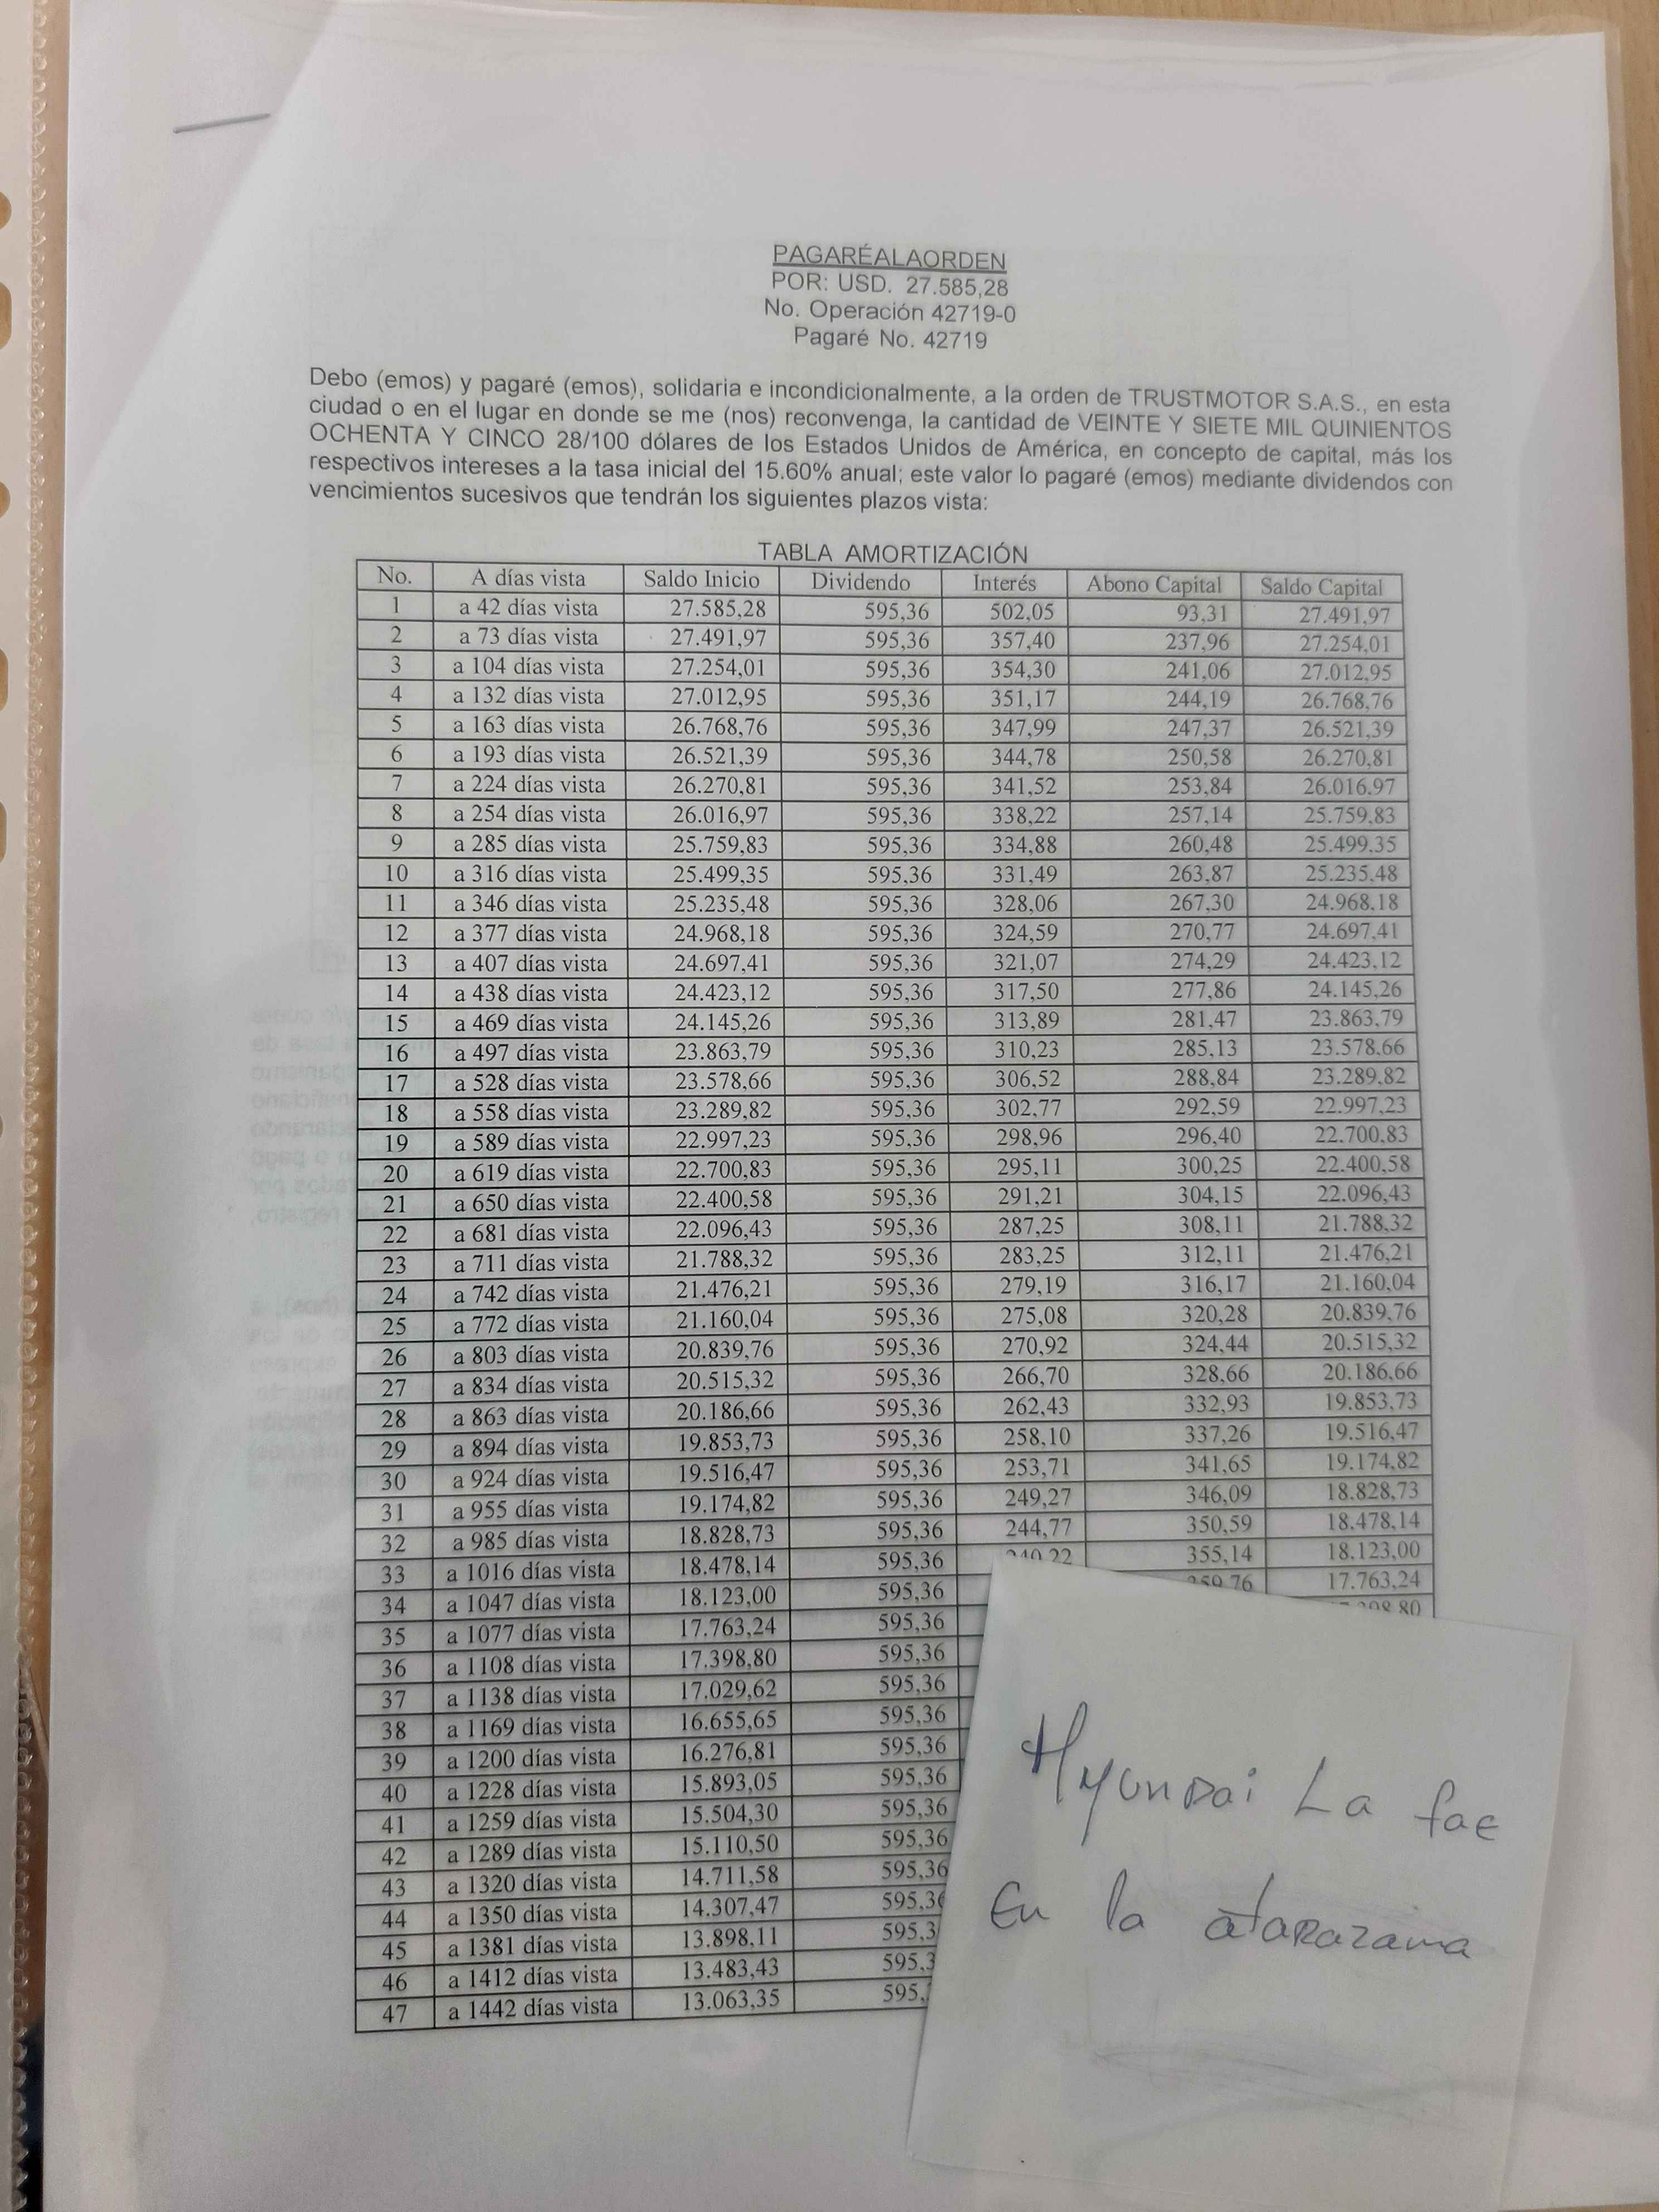 PAGARÉALAORDEN
POR: USD. 27.585,28
No. Operación 42719-0
Pagaré No. 42719
Debo (emos) y pagaré (emos), solidaria e incondicionalmente, a la orden de TRUSTMOTOR S.A.S., en esta
ciudad o en el lugar en donde se me (nos) reconvenga, la cantidad de VEINTE Y SIETE MIL QUINIENTOS
OCHENTA Y CINCO 28/100 dólares de los Estados Unidos de América, en concepto de capital, más los
respectivos intereses a la tasa inicial del 15.60% anual; este valor lo pagaré (emos) mediante dividendos con
vencimientos sucesivos que tendrán los siguientes plazos vista:
TABLA AMORTIZACIÓN
No. A días vista Saldo Inicio Dividendo Interés Abono Capital Saldo Capital
1 a 42 días vista 27.585,28 595,36 502,05 93,31 27.491,97
2 a 73 días vista 27.491,97 595,36 357,40 237,96 27.254,01
3 a 104 días vista 27.254,01 595,36 354,30 241,06 27.012,95
4 a 132 días vista 27.012,95 595,36 351,17 244,19 26.768,76
5 a 163 días vista 26.768,76 595,36 347,99 247,37 26.521,39
6 a 193 días vista 26.521,39 595,36 344,78 250,58 26.270,81
7 a 224 días vista 26.270,81 595,36 341,52 253,84 26.016,97
8 a 254 días vista 26.016,97 595,36 338,22 257,14 25.759,83
9 a 285 días vista 25.759,83 595,36 334,88 260,48 25.499,35
10 a 316 días vista 25.499,35 595,36 331,49 263,87 25.235,48
11 a 346 días vista 25.235,48 595,36 328,06 267,30 24.968,18
12 a 377 días vista 24.968,18 595,36 324,59 270,77 24.697,41
13 a 407 días vista 24.697,41 595,36 321,07 274,29 24.423,12
14 a 438 días vista 24.423,12 595,36 317,50 277,86 24.145,26
15 a 469 días vista 24.145,26 595,36 313,89 281,47 23.863,79
16 a 497 días vista 23.863,79 595,36 310,23 285,13 23.578,66
17 a 528 días vista 23.578,66 595,36 306,52 288,84 23.289,82
18 a 558 días vista 23.289,82 595,36 302,77 292,59 22.997,23
19 a 589 días vista 22.997,23 595,36 298,96 296,40 22.700,83
20 a 619 días vista 22.700,83 595,36 295,11 300,25 22.400,58
21 a 650 días vista 22.400,58 595,36 291,21 304,15 22.096,43
22 a 681 días vista 22.096,43 595,36 287,25 308,11 21.788,32
23 a 711 días vista 21.788,32 595,36 283,25 312,11 21.476,21
24 a 742 días vista 21.476,21 595,36 279,19 316,17 21.160,04
25 a 772 días vista 21.160,04 595,36 275,08 320,28 20.839,76
26 a 803 días vista 20.839,76 595,36 270,92 324,44 20.515,32
27 a 834 días vista 20.515,32 595,36 266,70 328,66 20.186,66
28 a 863 días vista 20.186,66 595,36 262,43 332,93 19.853,73
29 a 894 días vista 19.853,73 595,36 258,10 337,26 19.516,47
30 a 924 días vista 19.516,47 595,36 253,71 341,65 19.174,82
31 a 955 días vista 19.174,82 595,36 249,27 346,09 18.828,73
32 a 985 días vista 18.828,73 595,36 244,77 350,59 18.478,14
33 a 1016 días vista 18.478,14 595,36 240,22 355,14 18.123,00
34 a 1047 días vista 18.123,00 595,36 17.763,24
35 a 1077 días vista 17.763,24 595,36
36 a 1108 días vista 17.398,80 595,36
37 a 1138 días vista 17.029,62 595,36
38 a 1169 días vista 16.655,65 595,36
39 a 1200 días vista 16.276,81 595,36
40 a 1228 días vista 15.893,05 595,36
41 a 1259 días vista 15.504,30 595,36
42 a 1289 días vista 15.110,50 595,36
43 a 1320 días vista 14.711,58 595,36
44 a 1350 días vista 14.307,47 595,36
45 a 1381 días vista 13.898,11 595,3
46 a 1412 días vista 13.483,43 595,3
47 a 1442 días vista 13.063,35 595,
Hyundai La fae
En la atarazana